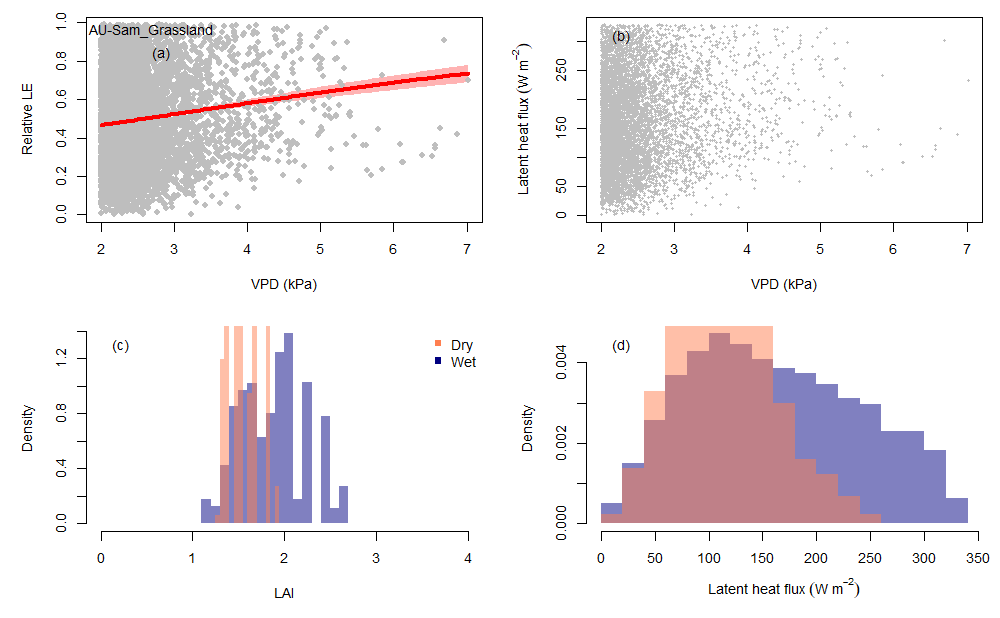 AU-Sam_Grassland
(a)
Relative LE
0.0 0.2 0.4 0.6 0.8 1.0
2 3 4 5 6 7
VPD (kPa)
(b)
Latent heat flux (W m−2)
0 50 150 250
2 3 4 5 6 7
VPD (kPa)
(c)
Dry
Wet
Density
0.0 0.4 0.8 1.2
0 1 2 3 4
LAI
(d)
Density
0.000 0.002 0.004
0 50 100 150 200 250 300 350
Latent heat flux (W m−2)